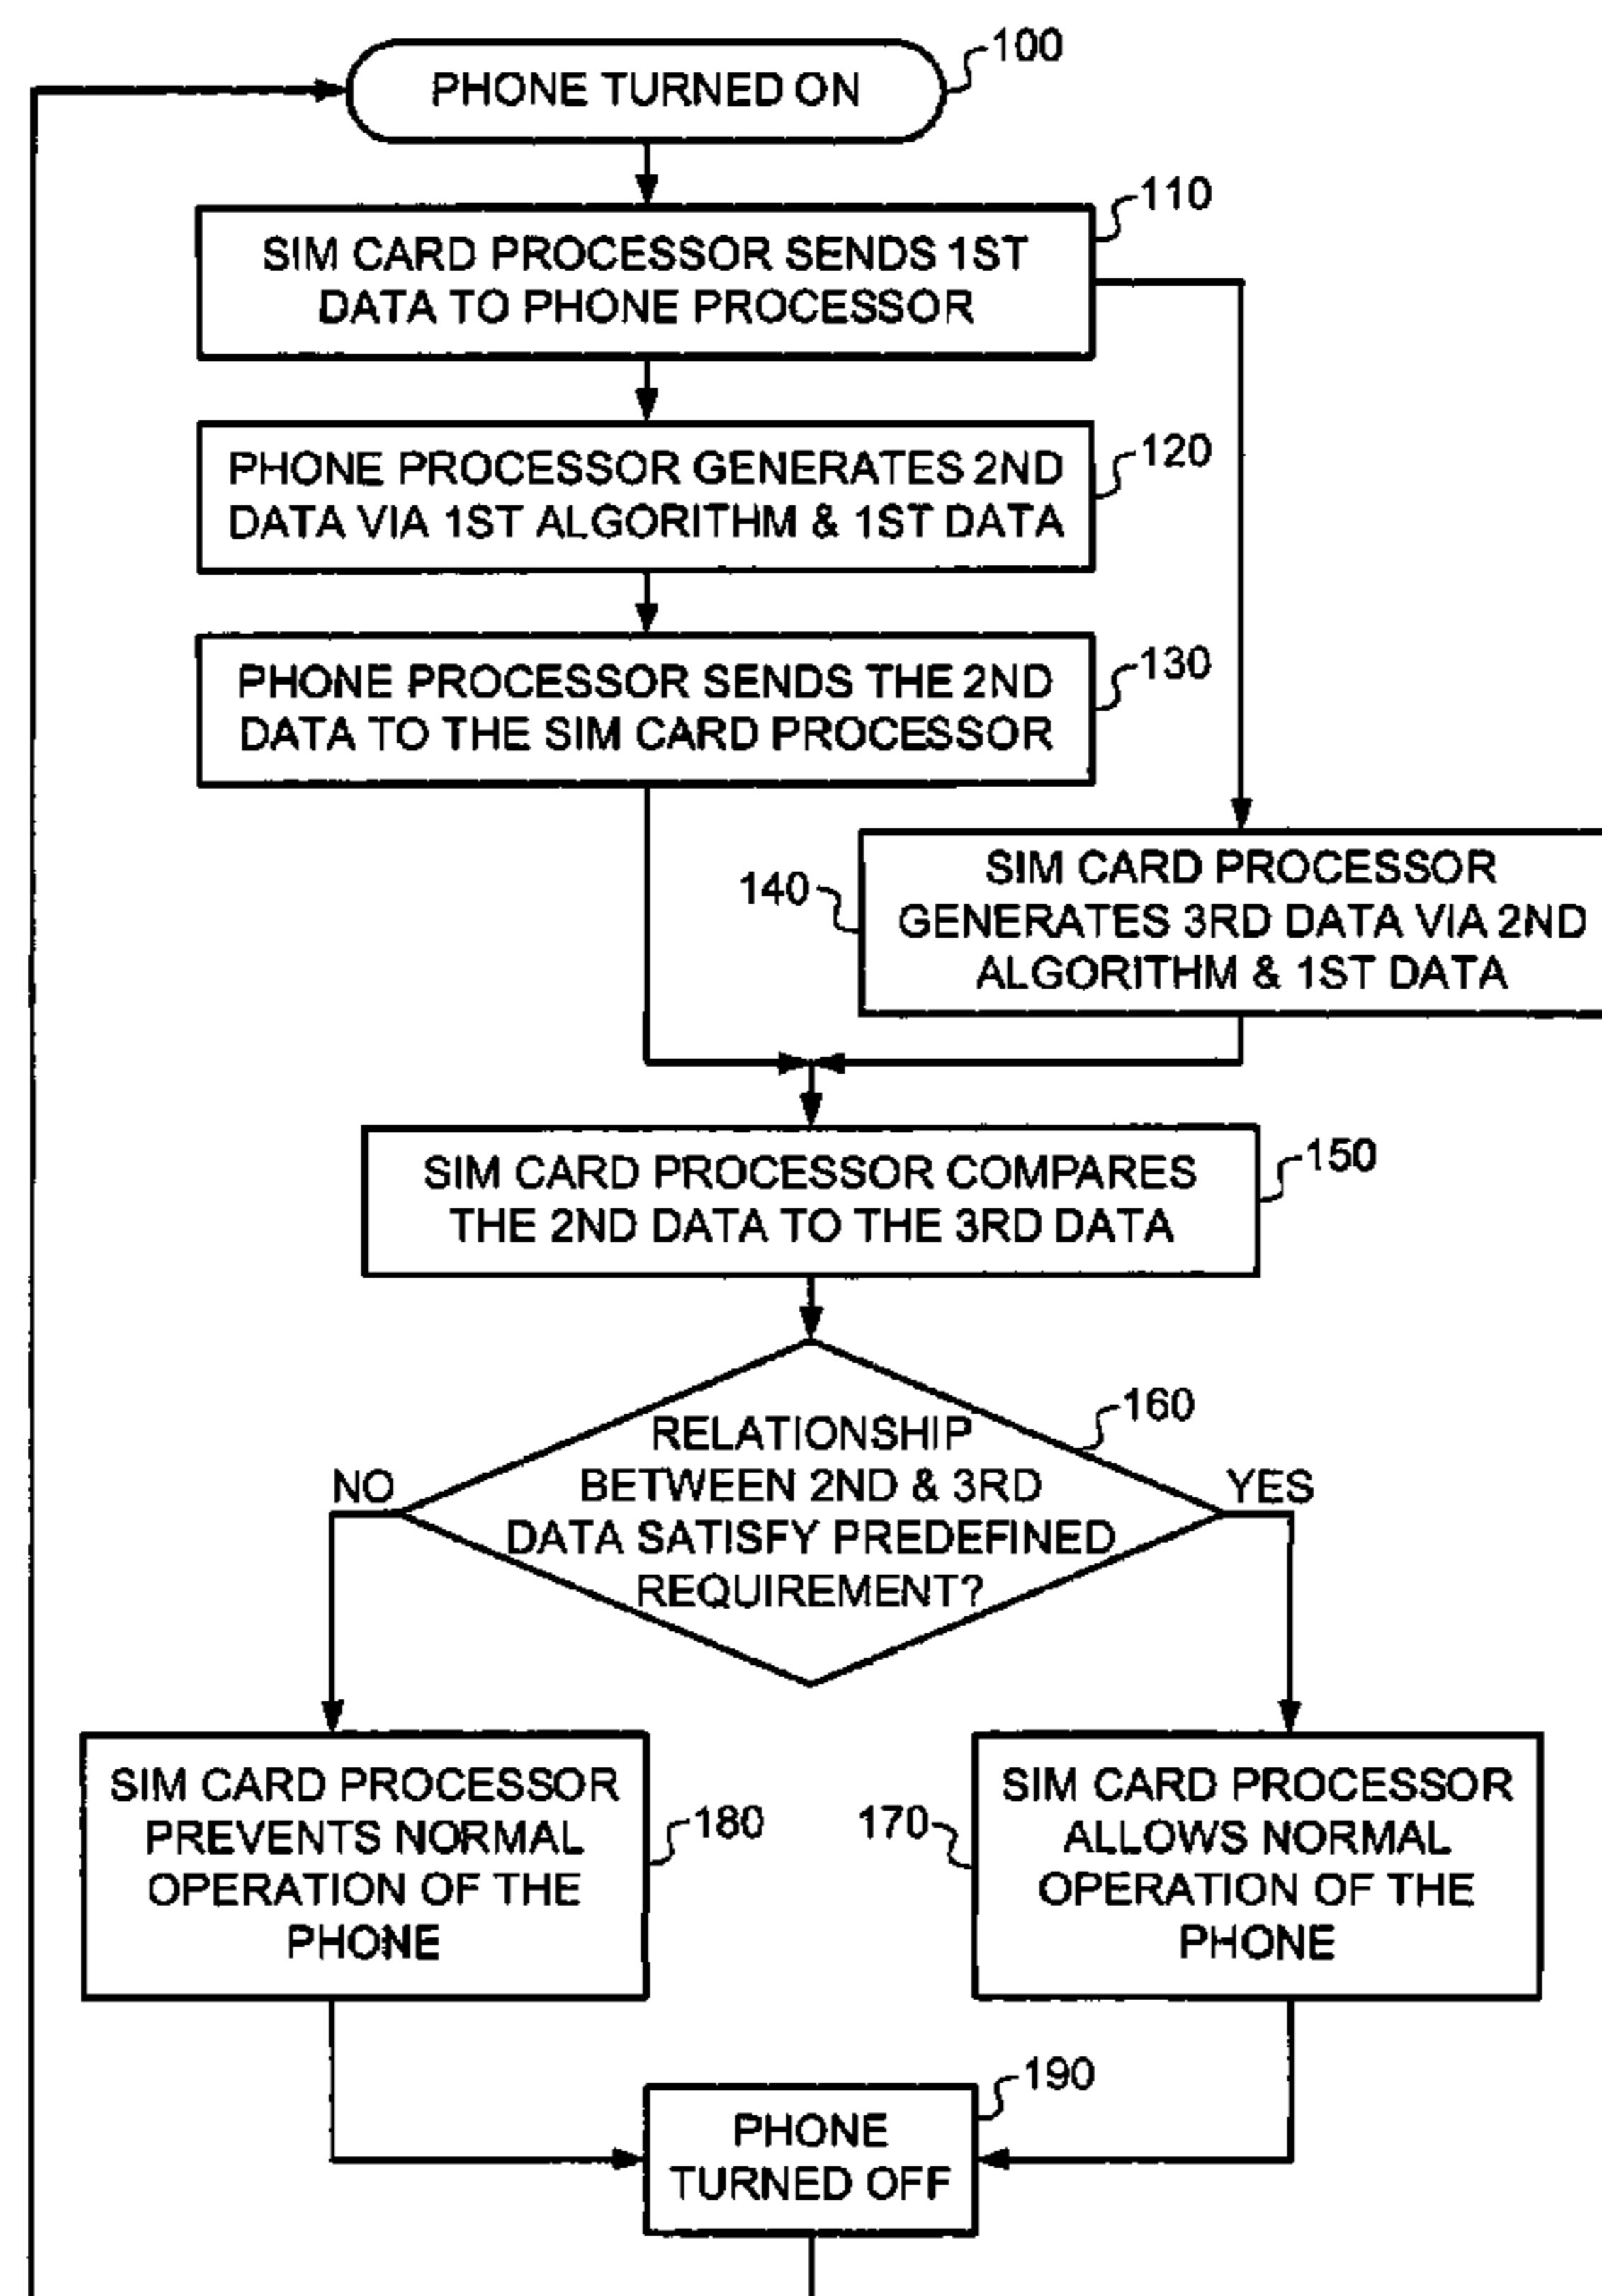 PHONE TURNED ON
100
110
SIM CARD PROCESSOR SENDS 1ST
DATA TO PHONE PROCESSOR
120
PHONE PROCESSOR GENERATES 2ND
DATA VIA 1ST ALGORITHM & 1ST DATA
130
PHONE PROCESSOR SENDS THE 2ND
DATA TO THE SIM CARD PROCESSOR
140
SIM CARD PROCESSOR
GENERATES 3RD DATA VIA 2ND
ALGORITHM & 1ST DATA
150
SIM CARD PROCESSOR COMPARES
THE 2ND DATA TO THE 3RD DATA
160
RELATIONSHIP
BETWEEN 2ND & 3RD
DATA SATISFY PREDEFINED
REQUIREMENT?
NO
YES
SIM CARD PROCESSOR
PREVENTS NORMAL
OPERATION OF THE
PHONE
180
170
SIM CARD PROCESSOR
ALLOWS NORMAL
OPERATION OF THE
PHONE
190
PHONE
TURNED OFF